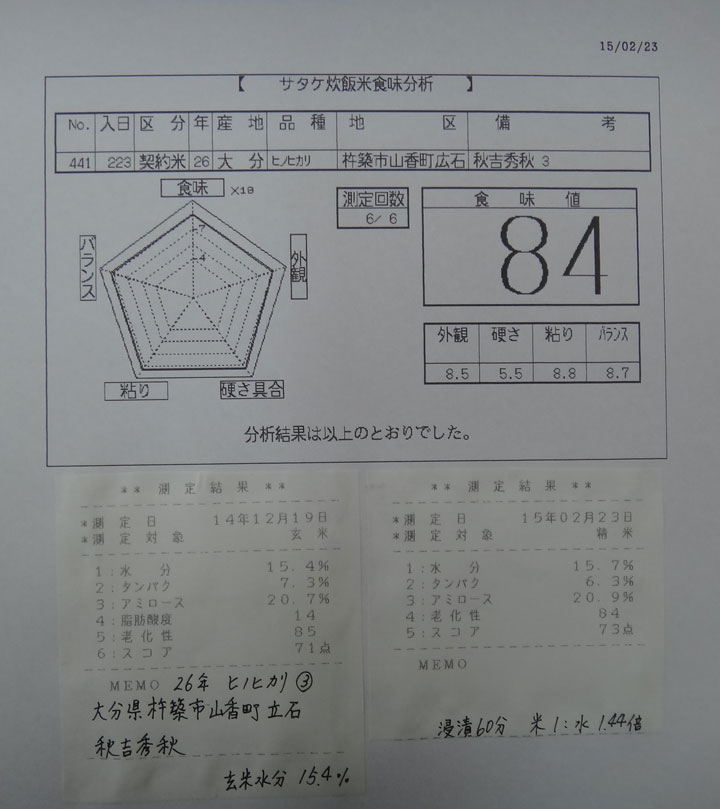 15/02/23
【 サタケ炊飯米食味分析 】
No. 入日 区分 年 産地 品種 地区 備考
441 223 契約米 26 大分 ヒノヒカリ 杵築市山香町広石 秋吉秀秋 3
食味 ×10
7
4
バランス
外観
粘り
硬さ具合
測定回数
6/ 6
食味値
84
外観 硬さ 粘り バランス
8.5 5.5 8.8 8.7
分析結果は以上のとおりでした。
** 測定結果 **
*測定日 14年12月19日
*測定対象 玄米
1:水分 15.4%
2:タンパク 7.3%
3:アミロース 20.7%
4:脂肪酸度 14
5:老化性 85
6:スコア 71点
MEMO 26年 ヒノヒカリ ③
大分県杵築市山香町立石
秋吉秀秋
玄米水分 15.4%
** 測定結果 **
*測定日 15年02月23日
*測定対象 精米
1:水分 15.7%
2:タンパク 6.3%
3:アミロース 20.9%
4:老化性 84
5:スコア 73点
MEMO
浸漬60分 米1:水1.44倍